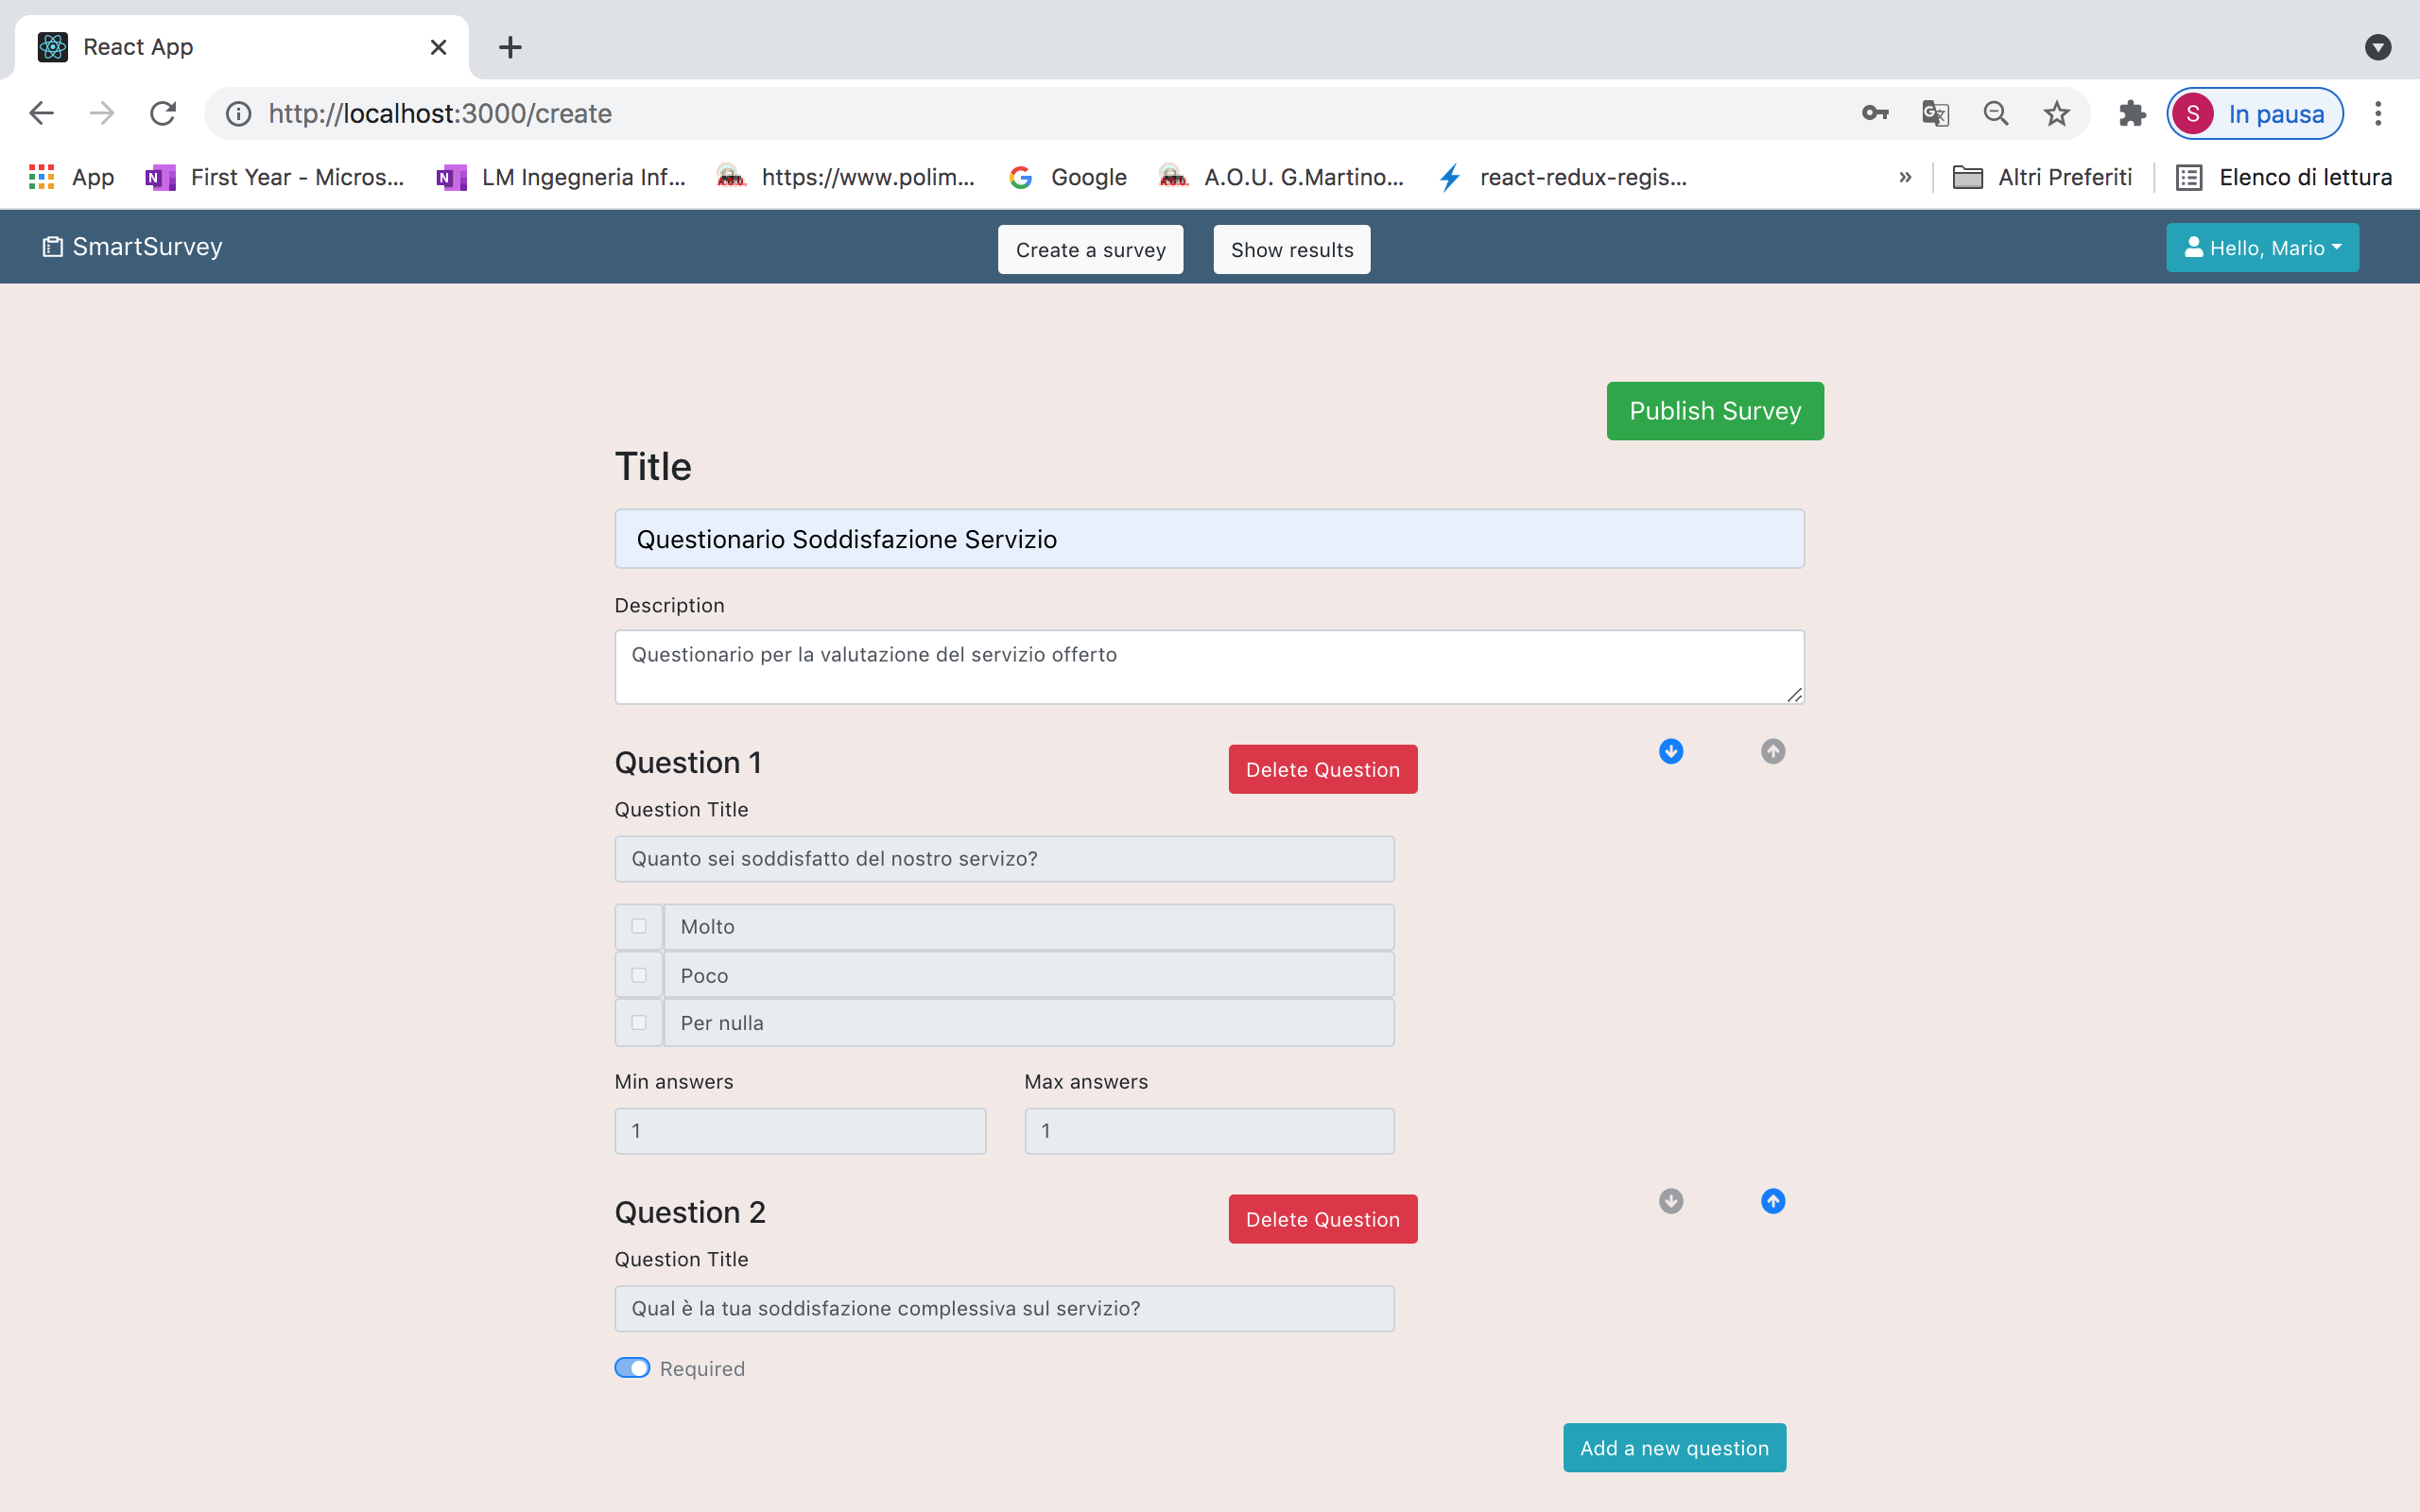 React App
http://localhost:3000/create
S In pausa
App First Year - Micros... LM Ingegneria Inf... https://www.polim... Google A.O.U. G.Martino... react-redux-regis... » Altri Preferiti Elenco di lettura
SmartSurvey Create a survey Show results Hello, Mario
Publish Survey
Title
Questionario Soddisfazione Servizio
Description
Questionario per la valutazione del servizio offerto
Question 1 Delete Question
Question Title
Quanto sei soddisfatto del nostro servizo?
Molto
Poco
Per nulla
Min answers Max answers
1 1
Question 2 Delete Question
Question Title
Qual è la tua soddisfazione complessiva sul servizio?
Required
Add a new question